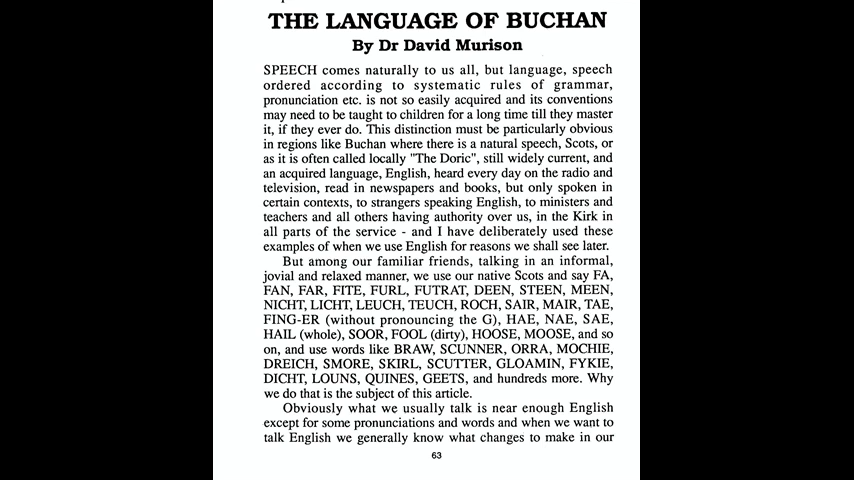 THE LANGUAGE OF BUCHAN
By Dr David Murison
SPEECH comes naturally to us all, but language, speech
ordered according to systematic rules of grammar,
pronunciation etc. is not so easily acquired and its conventions
may need to be taught to children for a long time till they master
it, if they ever do. This distinction must be particularly obvious
in regions like Buchan where there is a natural speech, Scots, or
as it is often called locally "The Doric", still widely current, and
an acquired language, English, heard every day on the radio and
television, read in newspapers and books, but only spoken in
certain contexts, to strangers speaking English, to ministers and
teachers and all others having authority over us, in the Kirk in
all parts of the service - and I have deliberately used these
examples of when we use English for reasons we shall see later.
But among our familiar friends, talking in an informal,
jovial and relaxed manner, we use our native Scots and say FA,
FAN, FAR, FITE, FURL, FUTRAT, DEEN, STEEN, MEEN,
NICHT, LICHT, LEUCH, TEUCH, ROCH, SAIR, MAIR, TAE,
FING-ER (without pronouncing the G), HAE, NAE, SAE,
HAIL (whole), SOOR, FOOL (dirty), HOOSE, MOOSE, and so
on, and use words like BRAW, SCUNNER, ORRA, MOCHIE,
DREICH, SMORE, SKIRL, SCUTTER, GLOAMIN, FYKIE,
DICHT, LOUNS, QUINES, GEETS, and hundreds more. Why
we do that is the subject of this article.
Obviously what we usually talk is near enough English
except for some pronunciations and words and when we want to
talk English we generally know what changes to make in our
63